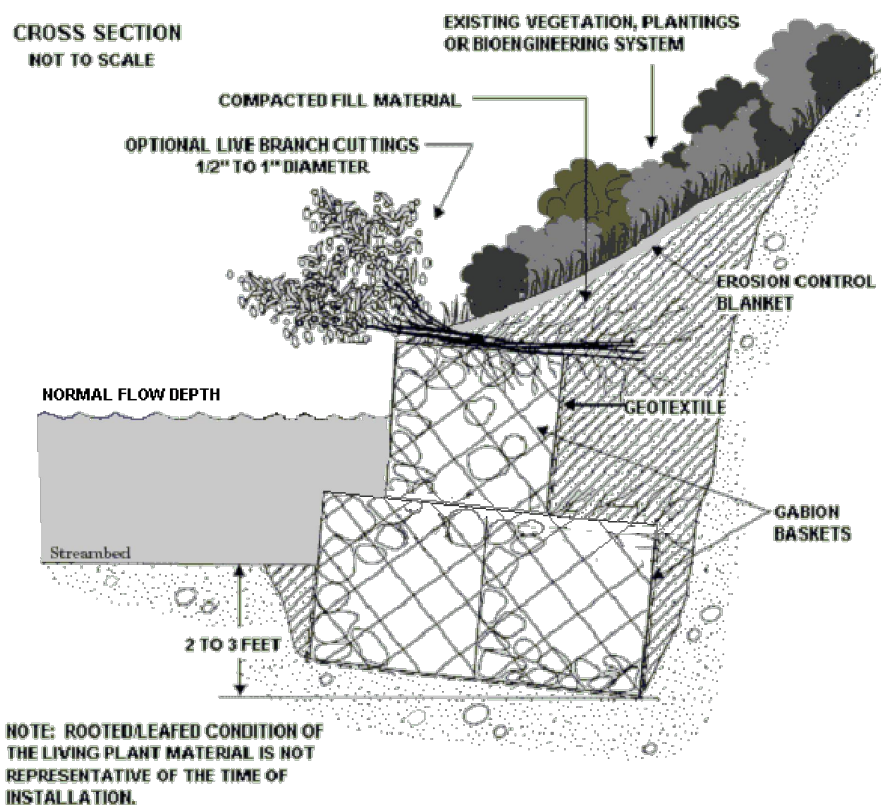 CROSS SECTION
NOT TO SCALE
EXISTING VEGETATION, PLANTINGS
OR BIOENGINEERING SYSTEM
COMPACTED FILL MATERIAL
OPTIONAL LIVE BRANCH CUTTINGS
1/2" TO 1" DIAMETER
EROSION CONTROL
BLANKET
NORMAL FLOW DEPTH
GEOTEXTILE
GABION
BASKETS
Streambed
2 TO 3 FEET
NOTE: ROOTED/LEAFED CONDITION OF
THE LIVING PLANT MATERIAL IS NOT
REPRESENTATIVE OF THE TIME OF
INSTALLATION.